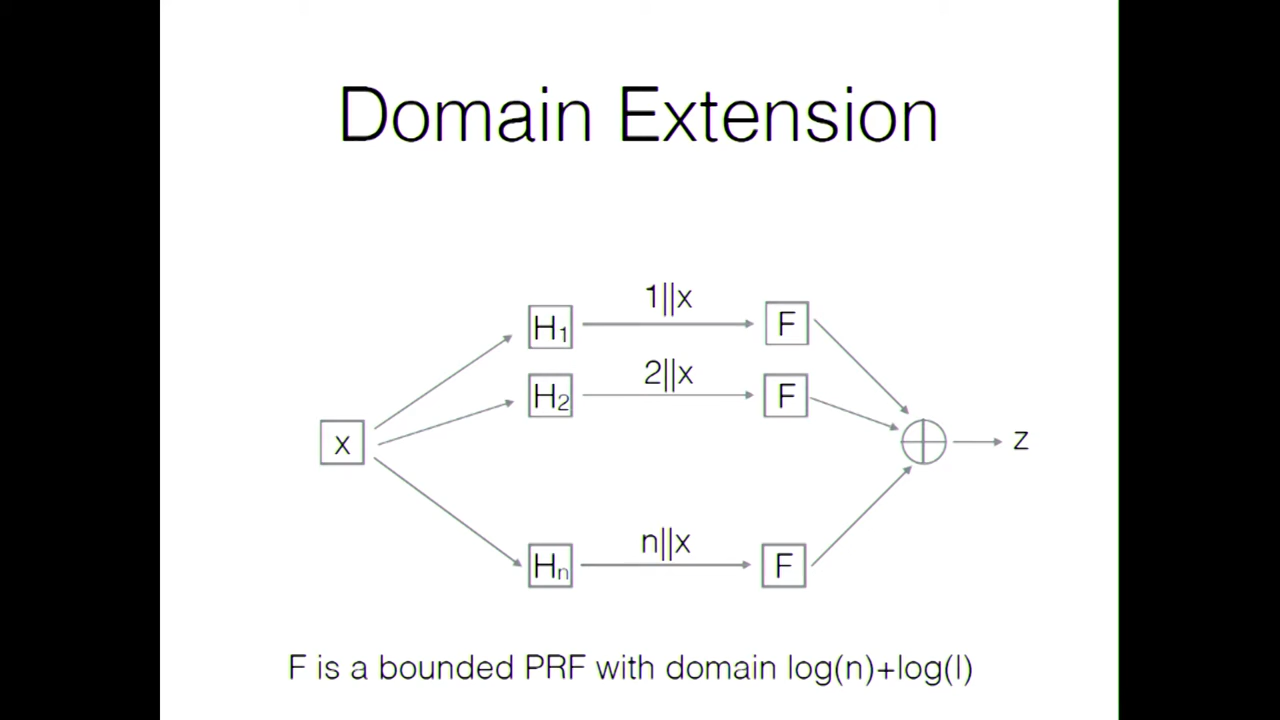 Domain Extension
1||x
H₁
F
2||x
H₂
F
x
z
n||x
Hₙ
F
F is a bounded PRF with domain log(n)+log(l)